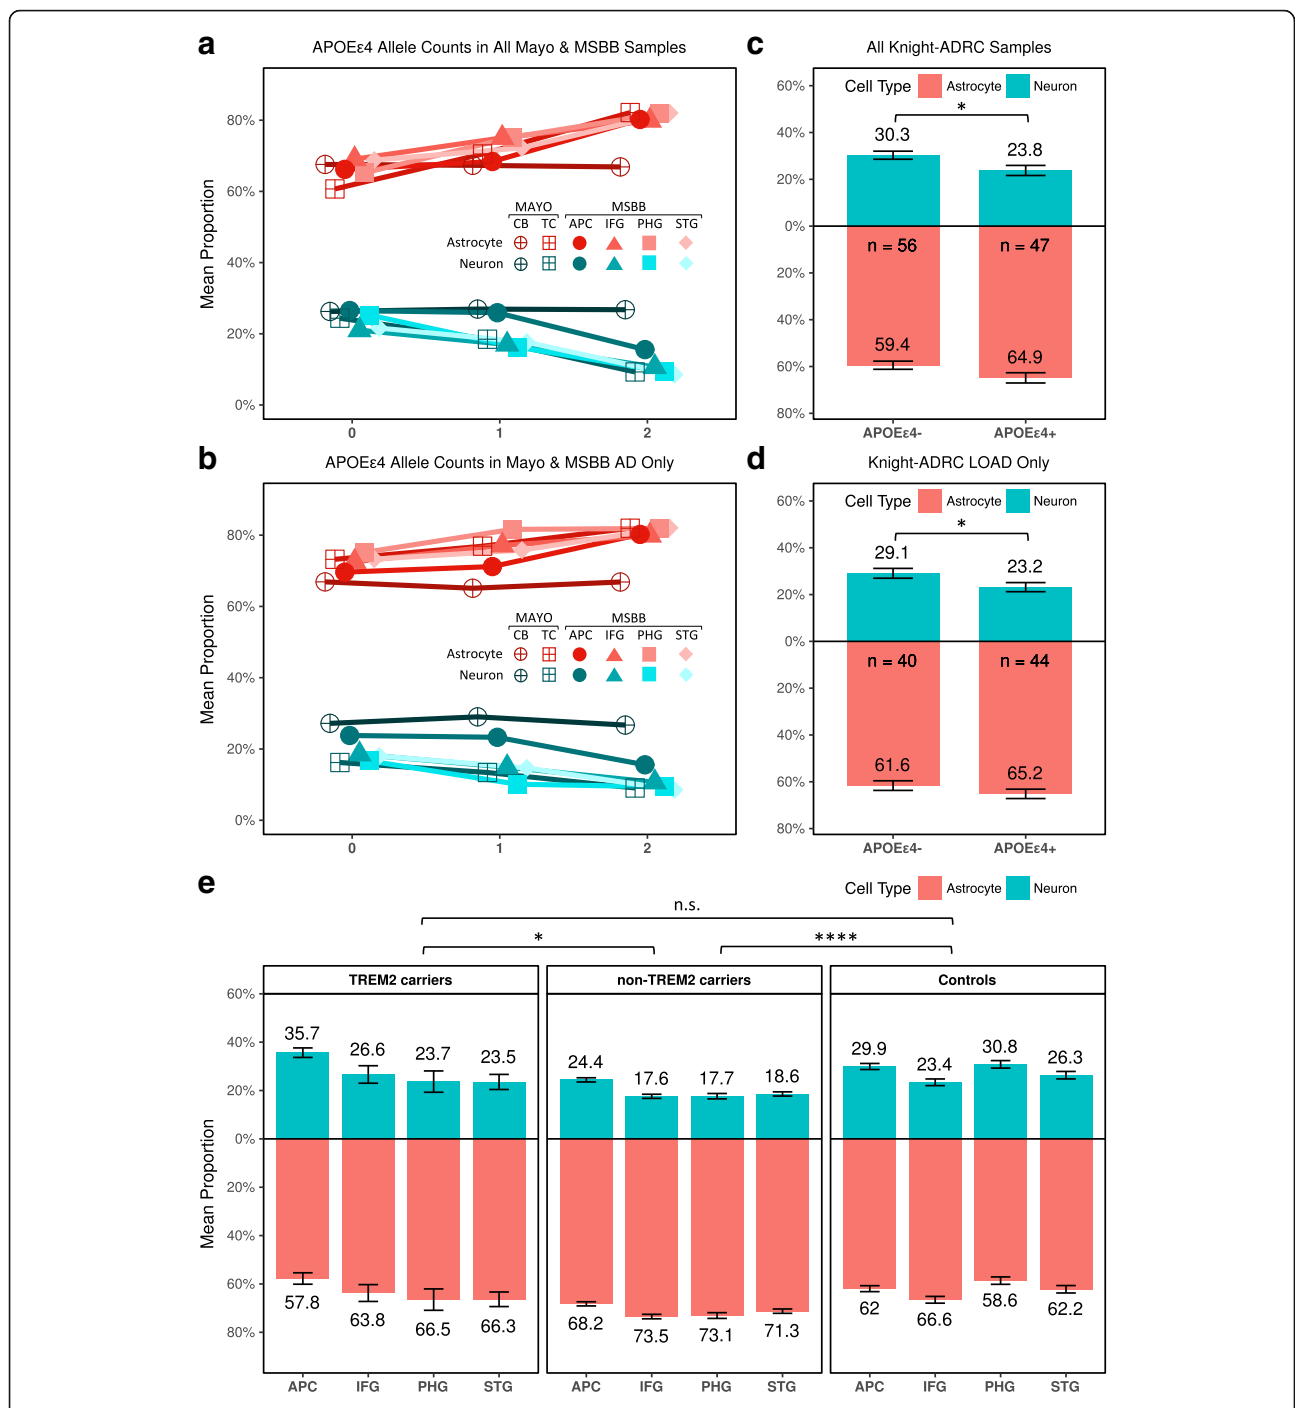 a
APOEε4 Allele Counts in All Mayo & MSBB Samples
Mean Proportion
80%
60%
40%
20%
0%
MAYO MSBB
CB TC APC IFG PHG STG
Astrocyte
Neuron
0 1 2
c
All Knight-ADRC Samples
Cell Type Astrocyte Neuron
*
60%
40%
20%
0%
20%
40%
60%
80%
30.3 23.8
n = 56 n = 47
59.4 64.9
APOEε4- APOEε4+
b
APOEε4 Allele Counts in Mayo & MSBB AD Only
Mean Proportion
80%
60%
40%
20%
0%
MAYO MSBB
CB TC APC IFG PHG STG
Astrocyte
Neuron
0 1 2
d
Knight-ADRC LOAD Only
Cell Type Astrocyte Neuron
*
60%
40%
20%
0%
20%
40%
60%
80%
29.1 23.2
n = 40 n = 44
61.6 65.2
APOEε4- APOEε4+
e
Cell Type Astrocyte Neuron
n.s.
* ****
TREM2 carriers non-TREM2 carriers Controls
Mean Proportion
60%
40%
20%
0%
20%
40%
60%
80%
35.7 26.6 23.7 23.5 24.4 17.6 17.7 18.6 29.9 23.4 30.8 26.3
57.8 63.8 66.5 66.3 68.2 73.5 73.1 71.3 62 66.6 58.6 62.2
APC IFG PHG STG APC IFG PHG STG APC IFG PHG STG